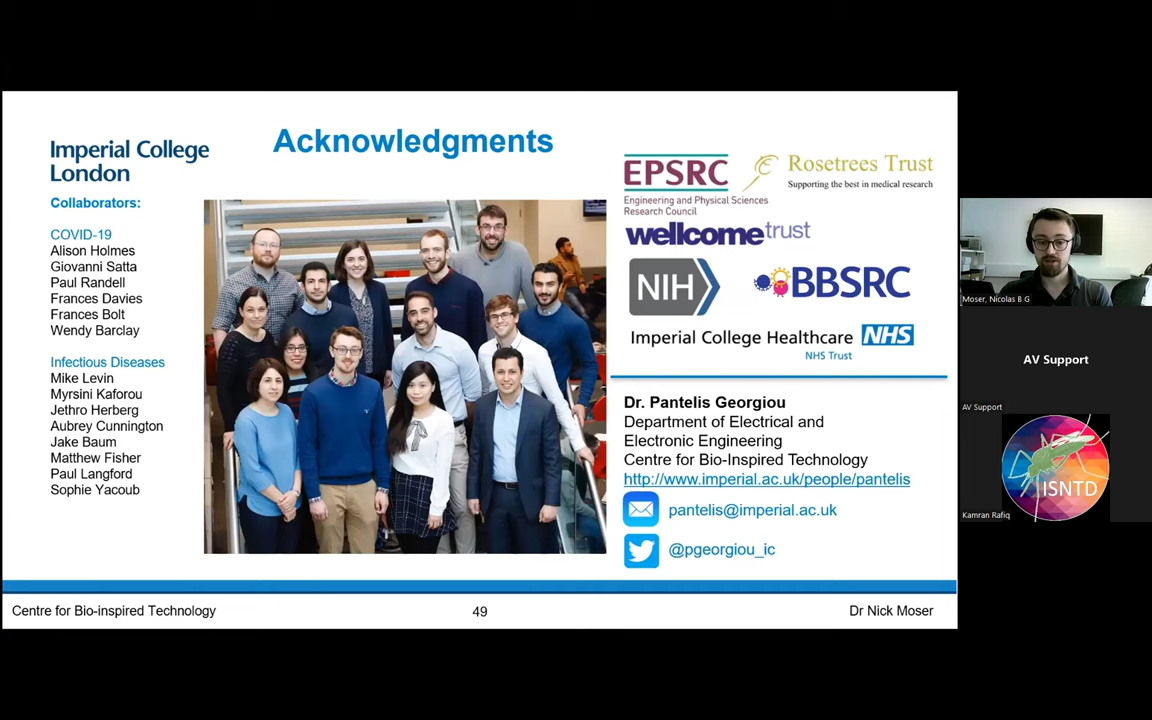 Acknowledgments
Imperial College
London
Collaborators:
COVID-19
Alison Holmes
Giovanni Satta
Paul Randell
Frances Davies
Frances Bolt
Wendy Barclay
Infectious Diseases
Mike Levin
Myrsini Kaforou
Jethro Herberg
Aubrey Cunnington
Jake Baum
Matthew Fisher
Paul Langford
Sophie Yacoub
EPSRC
Engineering and Physical Sciences
Research Council
Rosetrees Trust
Supporting the best in medical research
wellcometrust
NIH
BBSRC
Imperial College Healthcare NHS
NHS Trust
Dr. Pantelis Georgiou
Department of Electrical and
Electronic Engineering
Centre for Bio-Inspired Technology
http://www.imperial.ac.uk/people/pantelis
pantelis@imperial.ac.uk
@pgeorgiou_ic
Centre for Bio-inspired Technology
49
Dr Nick Moser
Moser, Nicolas B G
AV Support
AV Support
ISNTD
Kamran Rafiq